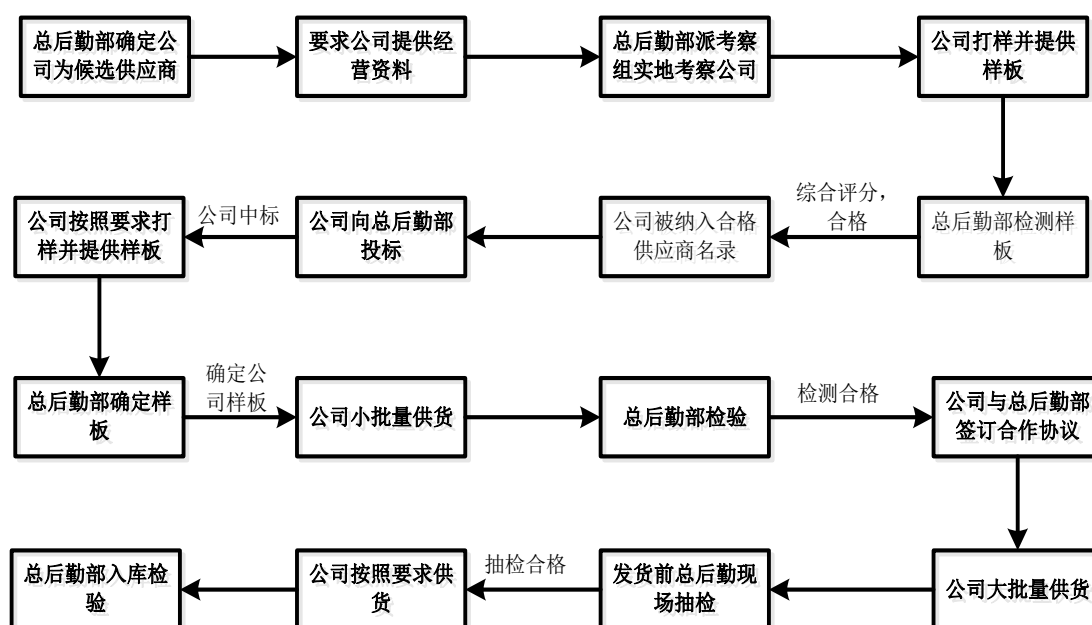 总后勤部确定公
司为候选供应商
要求公司提供经
营资料
总后勤部派考察
组实地考察公司
公司打样并提供
样板
总后勤部检测样
板
综合评分，
合格
公司被纳入合格
供应商名录
公司向总后勤部
投标
公司中标
公司按照要求打
样并提供样板
总后勤部确定样
板
确定公
司样板
公司小批量供货
总后勤部检验
检测合格
公司与总后勤部
签订合作协议
公司大批量供货
发货前总后勤现
场抽检
抽检合格
公司按照要求供
货
总后勤部入库检
验